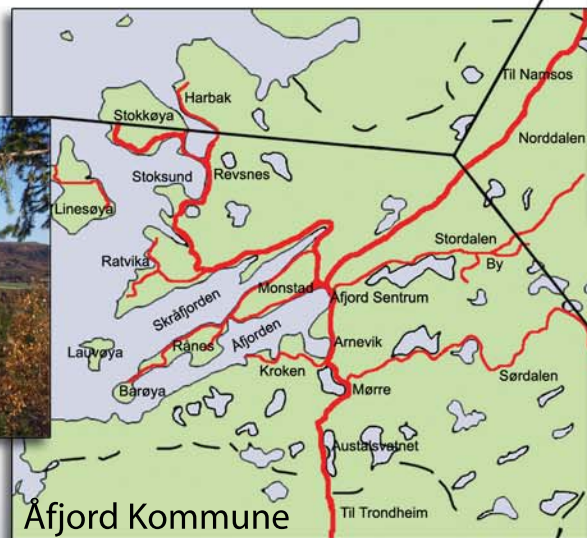 Til Namsos
Harbak
Stokkøya
Norddalen
Stoksund
Revsnes
Linesøya
Stordalen
Ratvika
By
Monstad
Åfjord Sentrum
Skråfjorden
Åfjorden
Rånes
Arnevik
Lauvøya
Kroken
Sørdalen
Barøya
Mørre
Austalsvatnet
Til Trondheim
Åfjord Kommune